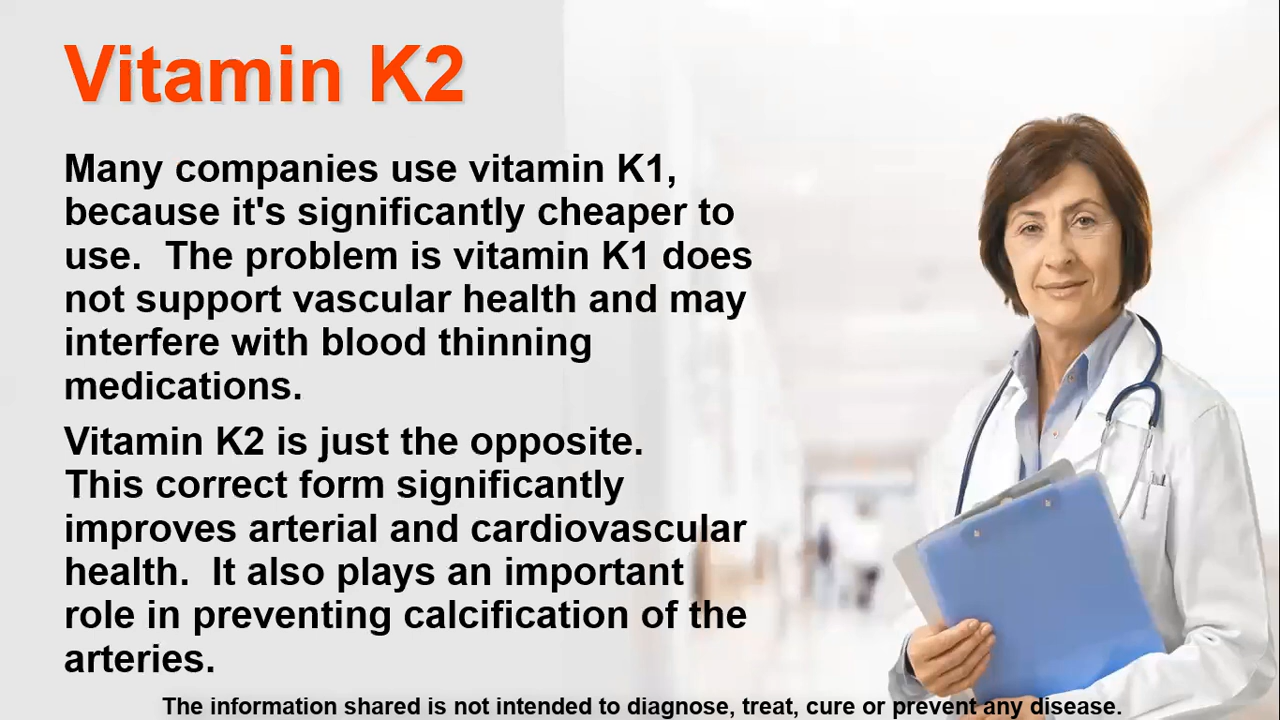 Vitamin K2
Many companies use vitamin K1,
because it's significantly cheaper to
use.  The problem is vitamin K1 does
not support vascular health and may
interfere with blood thinning
medications.
Vitamin K2 is just the opposite.
This correct form significantly
improves arterial and cardiovascular
health.  It also plays an important
role in preventing calcification of the
arteries.
The information shared is not intended to diagnose, treat, cure or prevent any disease.